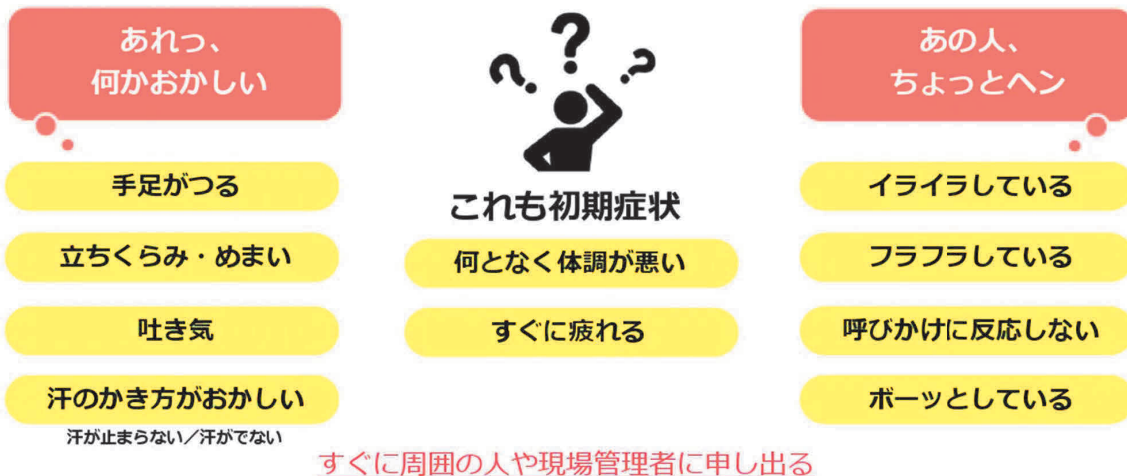 あれっ、
何かおかしい
手足がつる
立ちくらみ・めまい
吐き気
汗のかき方がおかしい
汗が止まらない／汗がでない
? ? ?
これも初期症状
何となく体調が悪い
すぐに疲れる
あの人、
ちょっとヘン
イライラしている
フラフラしている
呼びかけに反応しない
ボーッとしている
すぐに周囲の人や現場管理者に申し出る